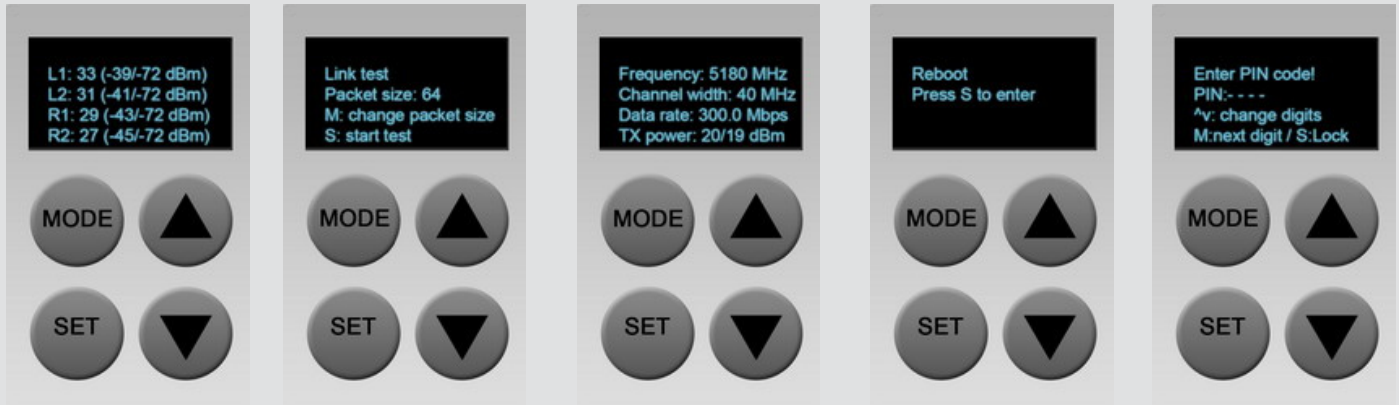 L1: 33 (-39/-72 dBm)
L2: 31 (-41/-72 dBm)
R1: 29 (-43/-72 dBm)
R2: 27 (-45/-72 dBm)
MODE
SET
Link test
Packet size: 64
M: change packet size
S: start test
MODE
SET
Frequency: 5180 MHz
Channel width: 40 MHz
Data rate: 300.0 Mbps
TX power: 20/19 dBm
MODE
SET
Reboot
Press S to enter
MODE
SET
Enter PIN code!
PIN:- - - -
^v: change digits
M:next digit / S:Lock
MODE
SET